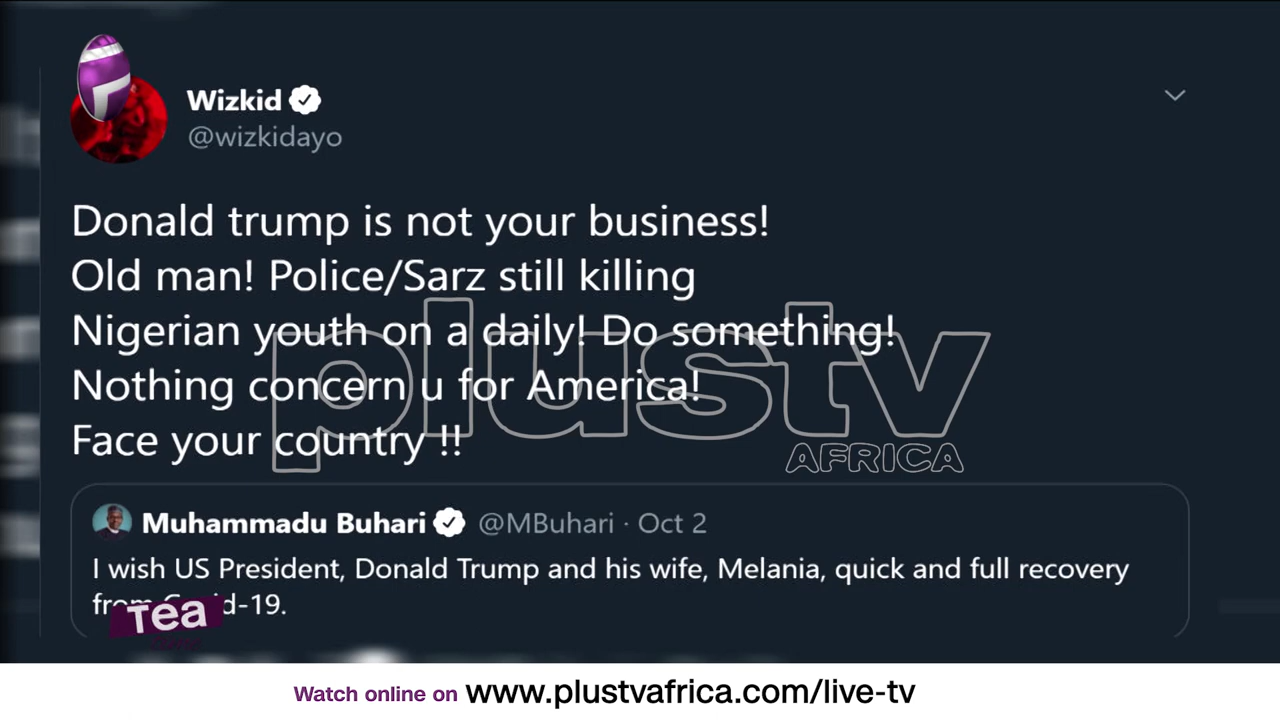 Wizkid
@wizkidayo
Donald trump is not your business!
Old man! Police/Sarz still killing
Nigerian youth on a daily! Do something!
Nothing concern u for America!
Face your country !!
plustv
AFRICA
Muhammadu Buhari @MBuhari · Oct 2
I wish US President, Donald Trump and his wife, Melania, quick and full recovery
from Covid-19.
Tea
Watch online on www.plustvafrica.com/live-tv